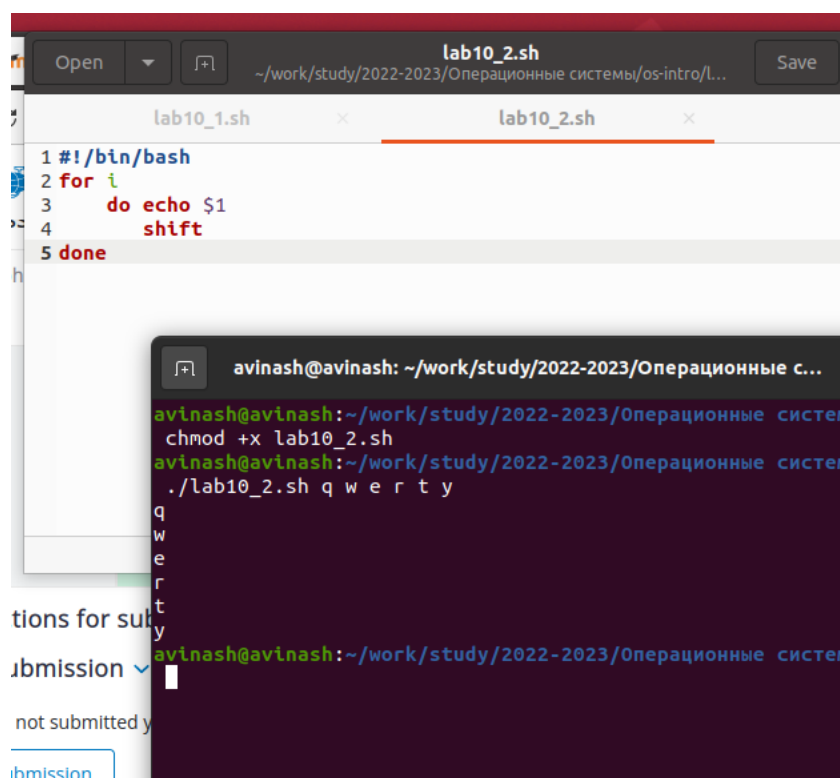 Open
lab10_2.sh
~/work/study/2022-2023/Операционные системы/os-intro/l...
Save
lab10_1.sh × lab10_2.sh ×
1 #!/bin/bash
2 for i
3 do echo $1
4 shift
5 done
h
avinash@avinash: ~/work/study/2022-2023/Операционные с...
avinash@avinash:~/work/study/2022-2023/Операционные систем
chmod +x lab10_2.sh
avinash@avinash:~/work/study/2022-2023/Операционные систем
./lab10_2.sh q w e r t y
q
w
e
r
t
y
avinash@avinash:~/work/study/2022-2023/Операционные систем
tions for sub
ubmission
not submitted y
ubmission